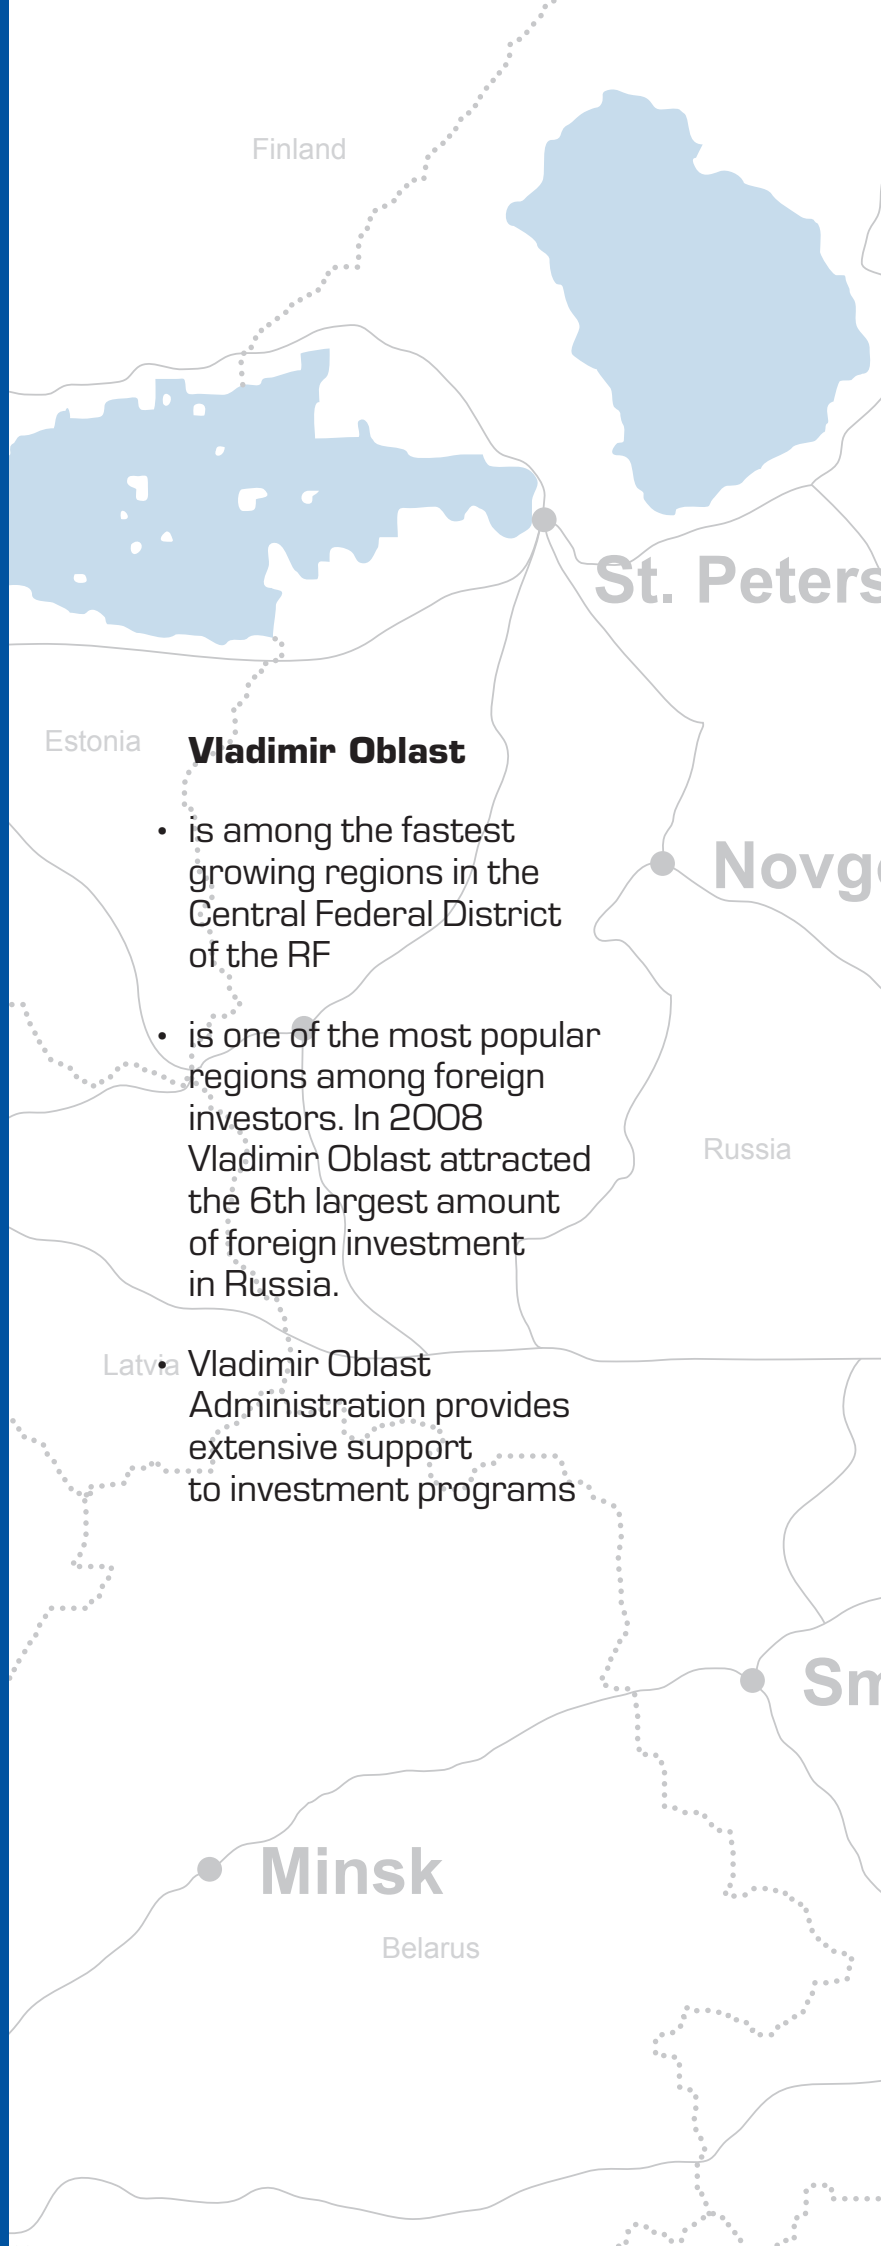 Finland
St. Peters
Estonia
Vladimir Oblast
• is among the fastest
growing regions in the
Central Federal District
of the RF
Novg
• is one of the most popular
regions among foreign
investors. In 2008
Vladimir Oblast attracted
the 6th largest amount
of foreign investment
in Russia.
Russia
Latvia
• Vladimir Oblast
Administration provides
extensive support
to investment programs
Sm
Minsk
Belarus